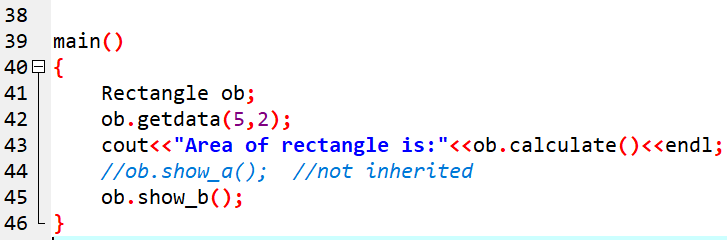 38
39 main()
40 {
41 Rectangle ob;
42 ob.getdata(5,2);
43 cout<<"Area of rectangle is:"<<ob.calculate()<<endl;
44 //ob.show_a();  //not inherited
45 ob.show_b();
46 }